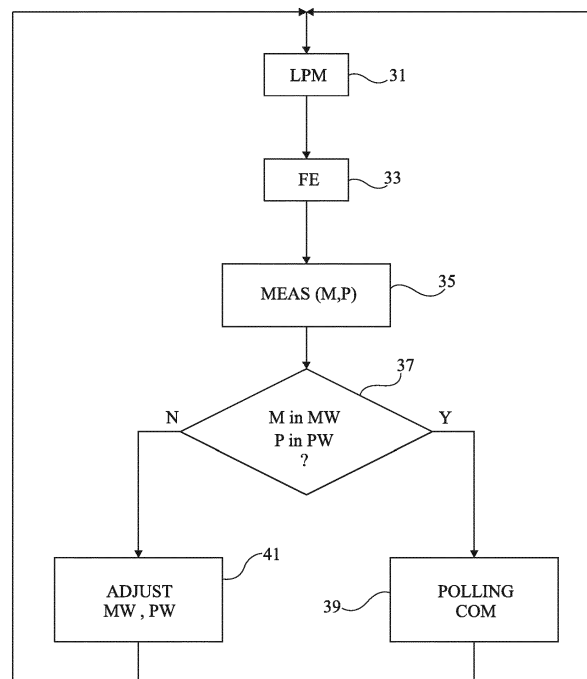 LPM
31
FE
33
MEAS (M,P)
35
37
N
M in MW
P in PW
?
Y
41
ADJUST
MW , PW
39
POLLING
COM